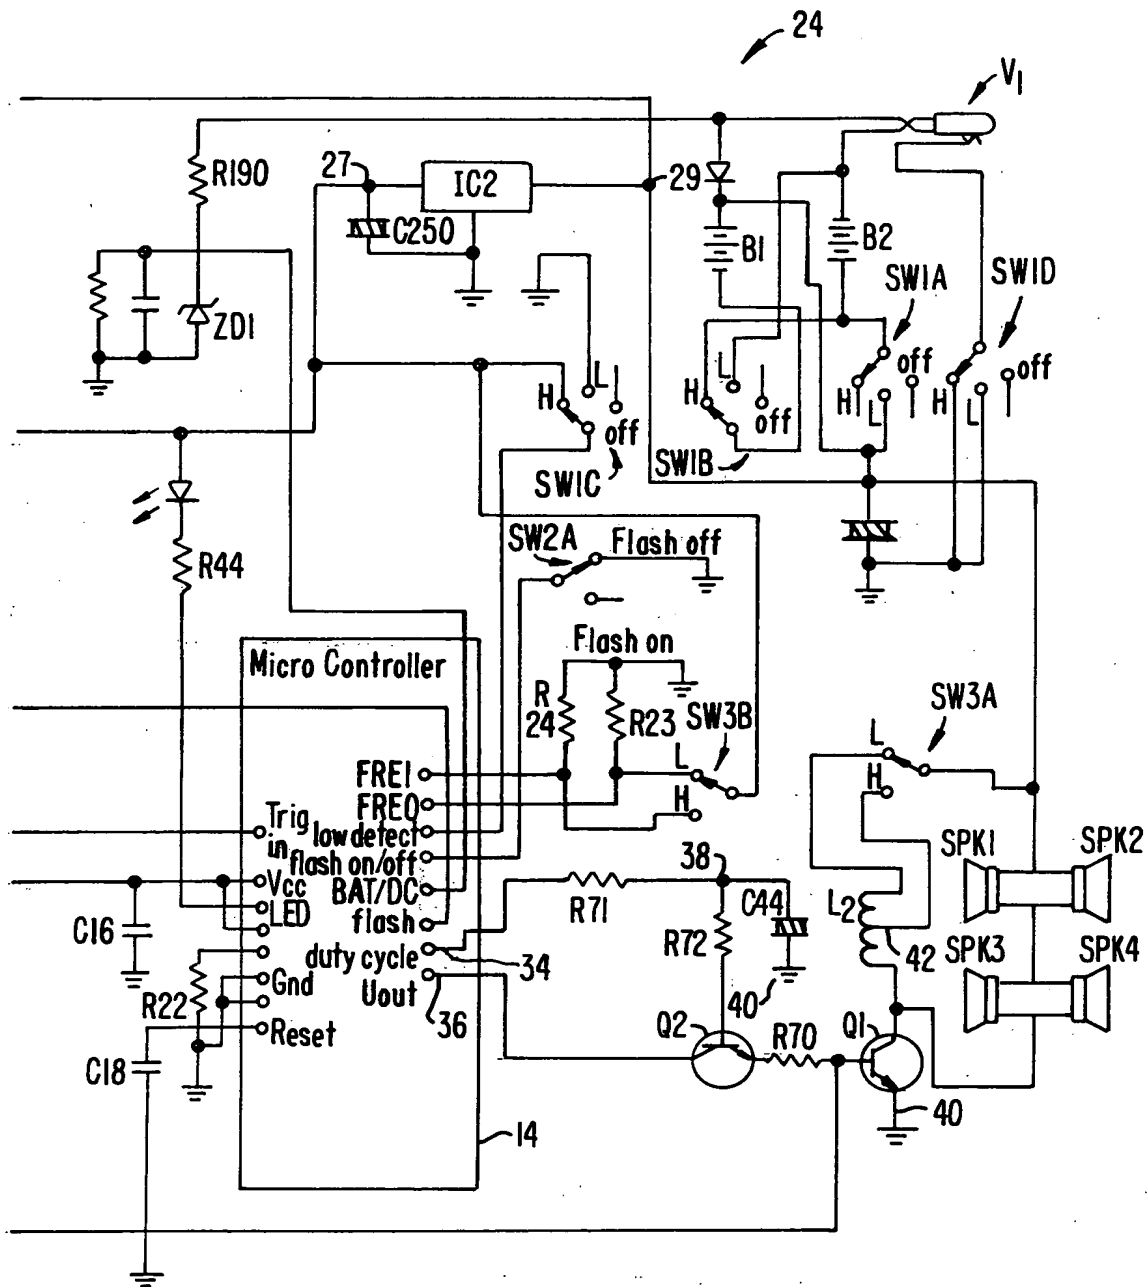 24
V1
R190
27
IC2
29
C250
B1
B2
SW1A
SW1D
ZD1
H
L
off
SW1C
H
L
off
SW1B
H
L
off
H
L
off
R44
SW2A
Flash off
Flash on
Micro Controller
R
24
R23
SW3B
L
H
SW3A
L
H
FRE1
FRE0
Trig
in
low detect
flash on/off
Vcc
BAT/DC
LED
flash
duty cycle
Gnd
Uout
Reset
C16
R22
C18
34
36
R71
38
C44
R72
40
L2
42
SPK1
SPK2
SPK3
SPK4
Q2
R70
Q1
40
14